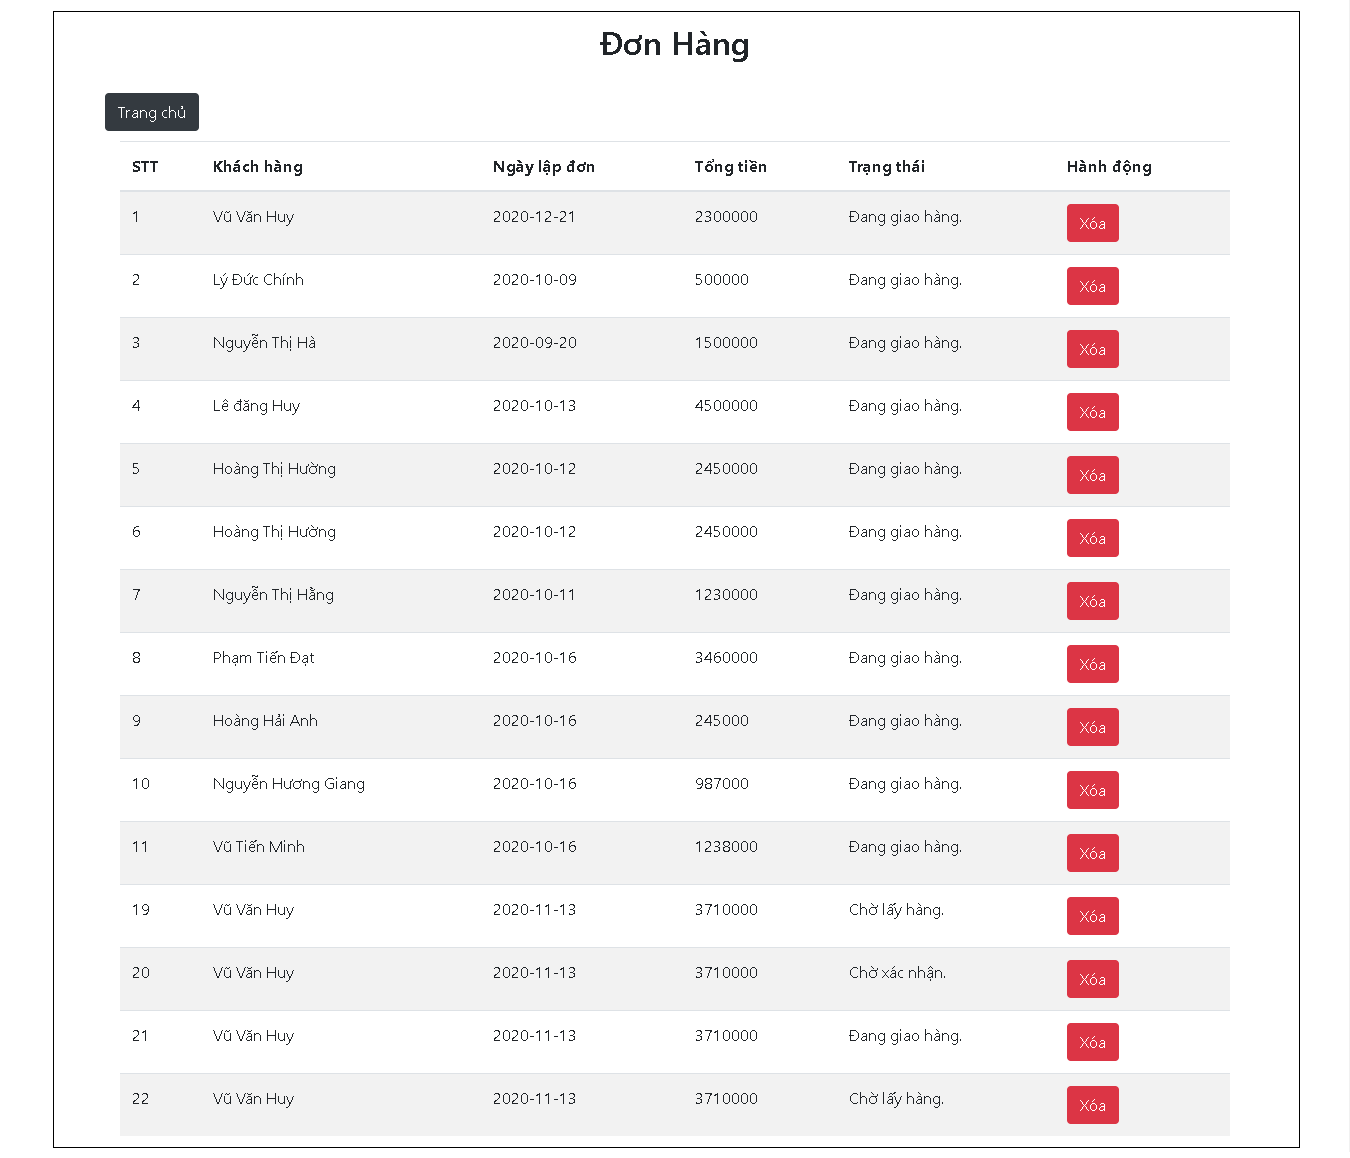 Đơn Hàng
Trang chủ
STT Khách hàng Ngày lập đơn Tổng tiền Trạng thái Hành động
1 Vũ Văn Huy 2020-12-21 2300000 Đang giao hàng. Xóa
2 Lý Đức Chính 2020-10-09 500000 Đang giao hàng. Xóa
3 Nguyễn Thị Hà 2020-09-20 1500000 Đang giao hàng. Xóa
4 Lê đăng Huy 2020-10-13 4500000 Đang giao hàng. Xóa
5 Hoàng Thị Hường 2020-10-12 2450000 Đang giao hàng. Xóa
6 Hoàng Thị Hường 2020-10-12 2450000 Đang giao hàng. Xóa
7 Nguyễn Thị Hằng 2020-10-11 1230000 Đang giao hàng. Xóa
8 Phạm Tiến Đạt 2020-10-16 3460000 Đang giao hàng. Xóa
9 Hoàng Hải Anh 2020-10-16 245000 Đang giao hàng. Xóa
10 Nguyễn Hương Giang 2020-10-16 987000 Đang giao hàng. Xóa
11 Vũ Tiến Minh 2020-10-16 1238000 Đang giao hàng. Xóa
19 Vũ Văn Huy 2020-11-13 3710000 Chờ lấy hàng. Xóa
20 Vũ Văn Huy 2020-11-13 3710000 Chờ xác nhận. Xóa
21 Vũ Văn Huy 2020-11-13 3710000 Đang giao hàng. Xóa
22 Vũ Văn Huy 2020-11-13 3710000 Chờ lấy hàng. Xóa